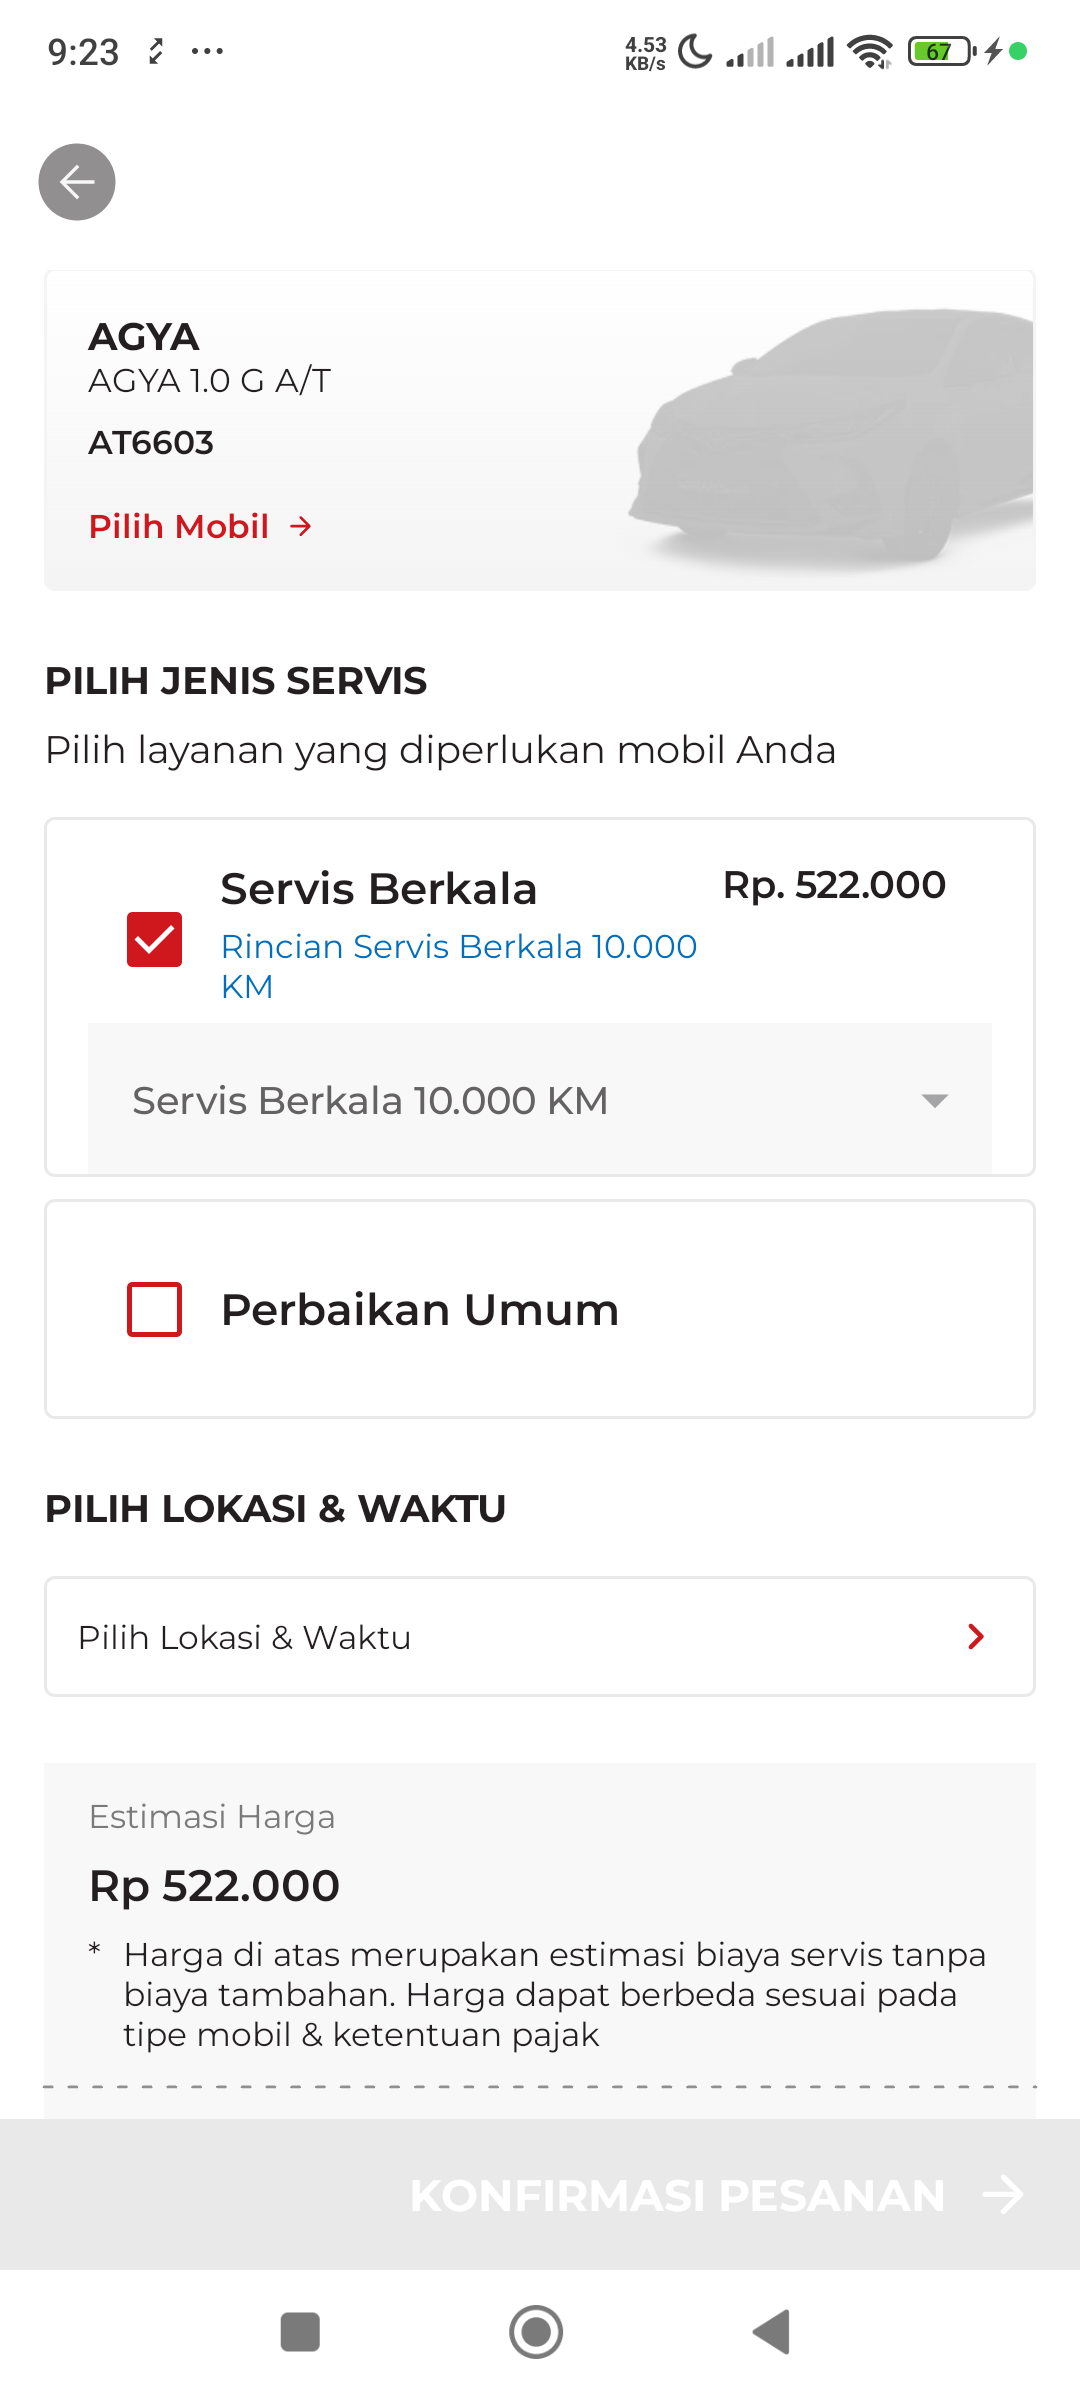 9:23
4.53
KB/s
67
AGYA
AGYA 1.0 G A/T
AT6603
Pilih Mobil
PILIH JENIS SERVIS
Pilih layanan yang diperlukan mobil Anda
Servis Berkala
Rp. 522.000
Rincian Servis Berkala 10.000
KM
Servis Berkala 10.000 KM
Perbaikan Umum
PILIH LOKASI & WAKTU
Pilih Lokasi & Waktu
Estimasi Harga
Rp 522.000
* Harga di atas merupakan estimasi biaya servis tanpa
biaya tambahan. Harga dapat berbeda sesuai pada
tipe mobil & ketentuan pajak
KONFIRMASI PESANAN